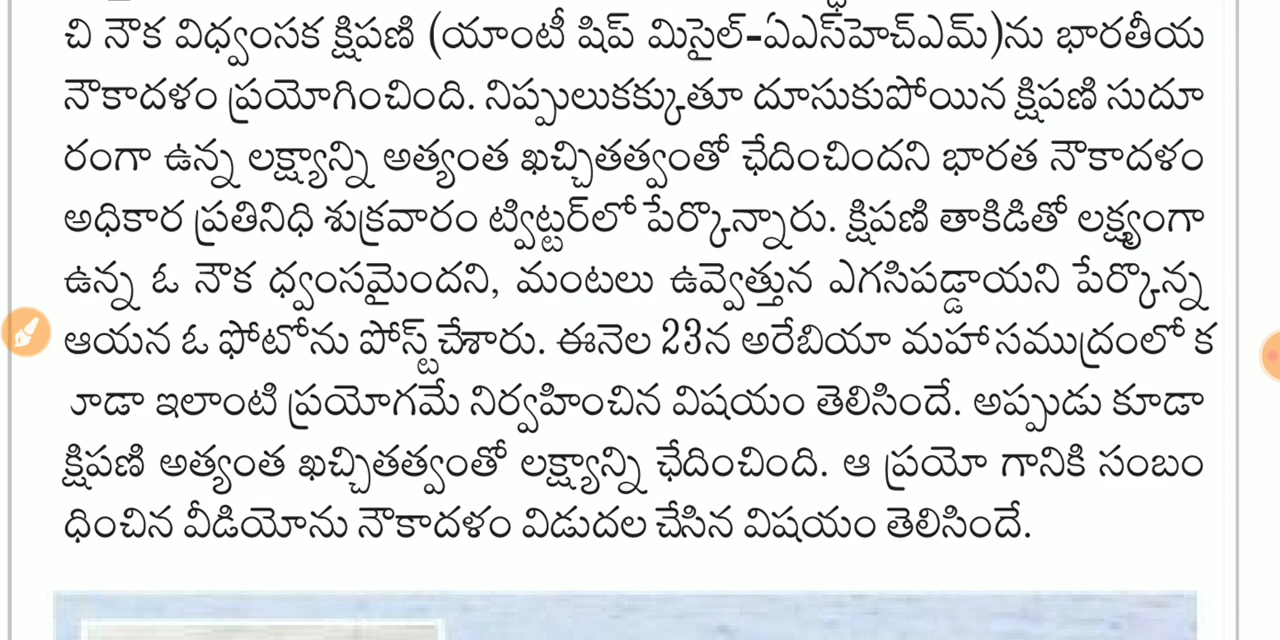 చి నౌక విధ్వంసక క్షిపణి (యాంటీ షిప్ మిసైల్-ఏఎస్‌హెచ్ఎమ్)ను భారతీయ
నౌకాదళం ప్రయోగించింది. నిప్పులుకక్కుతూ దూసుకుపోయిన క్షిపణి సుదూ
రంగా ఉన్న లక్ష్యాన్ని అత్యంత ఖచ్చితత్వంతో ఛేదించిందని భారత నౌకాదళం
అధికార ప్రతినిధి శుక్రవారం ట్విట్టర్‌లో పేర్కొన్నారు. క్షిపణి తాకిడితో లక్ష్యంగా
ఉన్న ఓ నౌక ధ్వంసమైందని, మంటలు ఉవ్వెత్తున ఎగసిపడ్డాయని పేర్కొన్న
ఆయన ఓ ఫోటోను పోస్ట్ చేశారు. ఈనెల 23న అరేబియా మహాసముద్రంలో క
ూడా ఇలాంటి ప్రయోగమే నిర్వహించిన విషయం తెలిసిందే. అప్పుడు కూడా
క్షిపణి అత్యంత ఖచ్చితత్వంతో లక్ష్యాన్ని ఛేదించింది. ఆ ప్రయో గానికి సంబం
ధించిన వీడియోను నౌకాదళం విడుదల చేసిన విషయం తెలిసిందే.